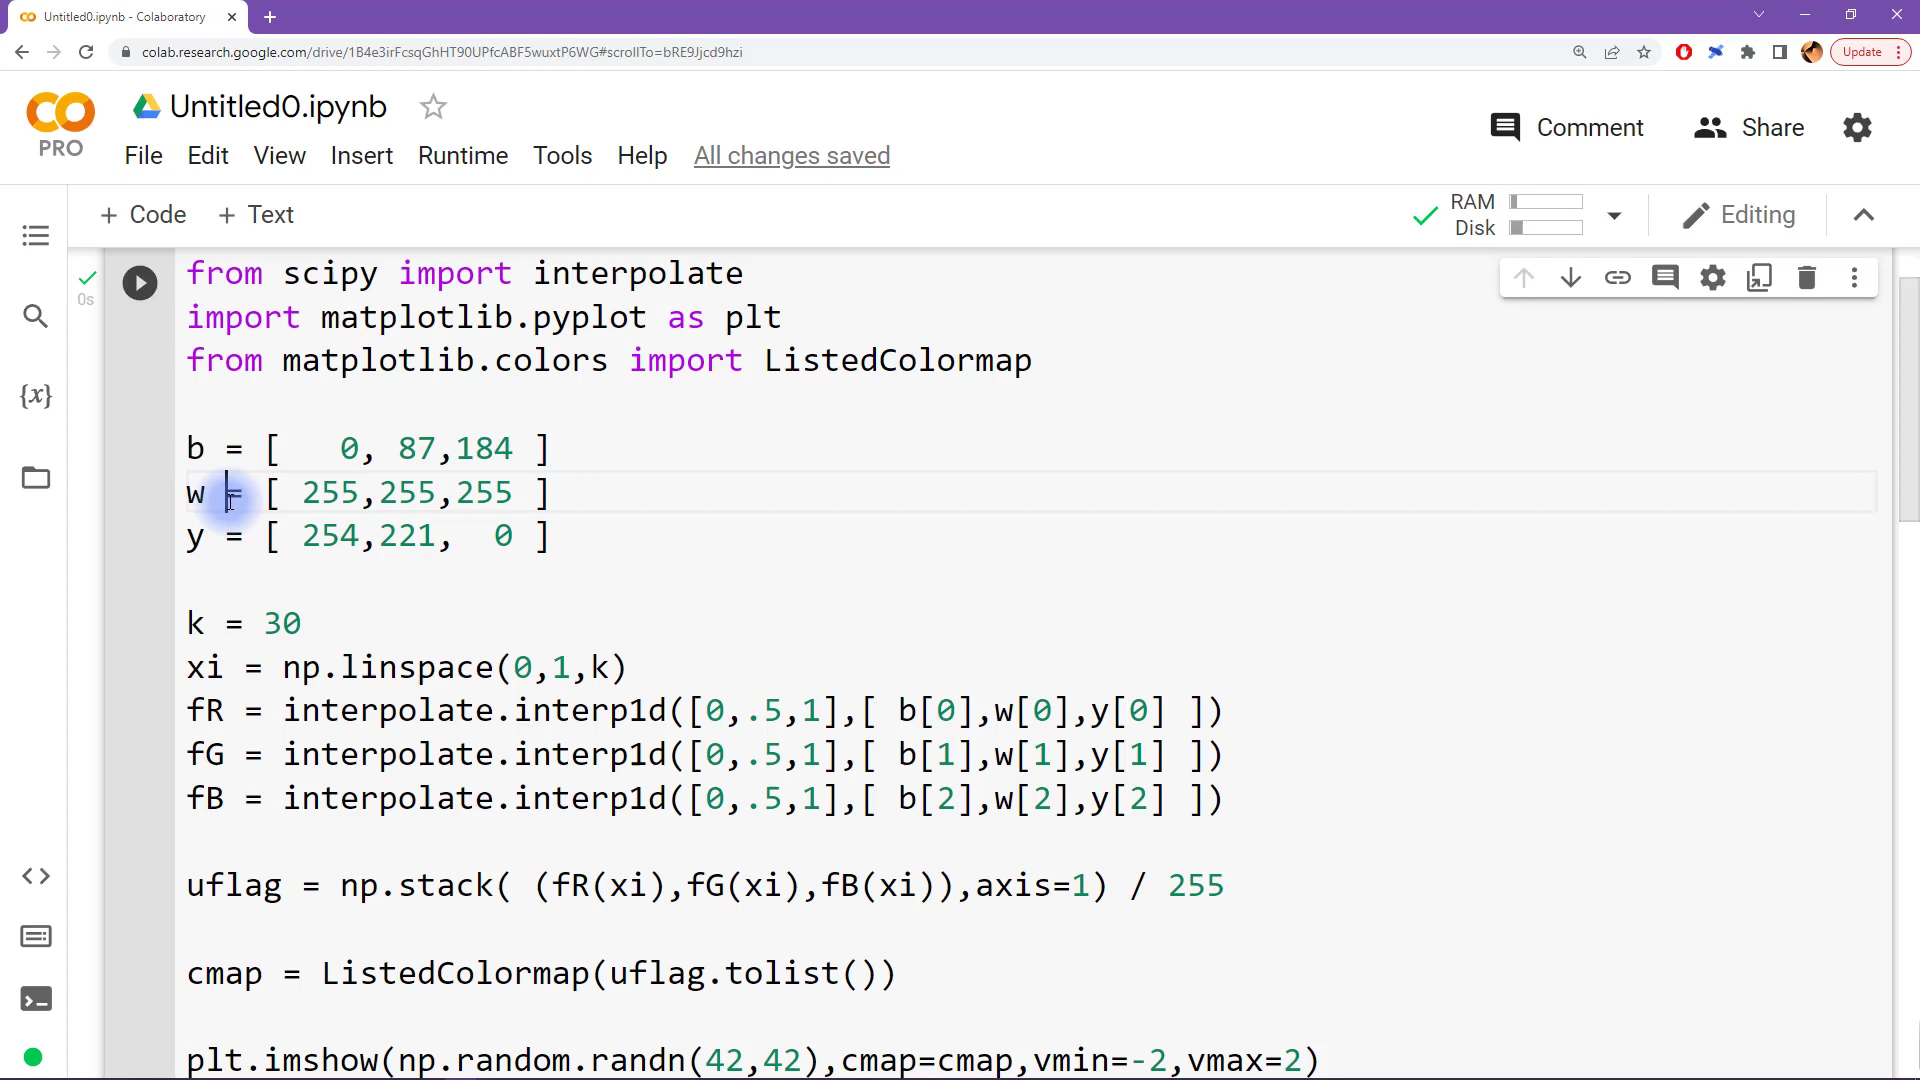 Untitled0.ipynb - Colaboratory
colab.research.google.com/drive/1B4e3irFcsqGhHT90UPfcABF5wuxtP6WG#scrollTo=bRE9Jjcd9hzi
Update
PRO
Untitled0.ipynb
File Edit View Insert Runtime Tools Help All changes saved
Comment Share
+ Code + Text
RAM
Disk
Editing
0s
{x}
from scipy import interpolate
import matplotlib.pyplot as plt
from matplotlib.colors import ListedColormap
b = [   0, 87,184 ]
w = [ 255,255,255 ]
y = [ 254,221,  0 ]
k = 30
xi = np.linspace(0,1,k)
fR = interpolate.interp1d([0,.5,1],[ b[0],w[0],y[0] ])
fG = interpolate.interp1d([0,.5,1],[ b[1],w[1],y[1] ])
fB = interpolate.interp1d([0,.5,1],[ b[2],w[2],y[2] ])
uflag = np.stack( (fR(xi),fG(xi),fB(xi)),axis=1) / 255
cmap = ListedColormap(uflag.tolist())
plt.imshow(np.random.randn(42,42),cmap=cmap,vmin=-2,vmax=2)